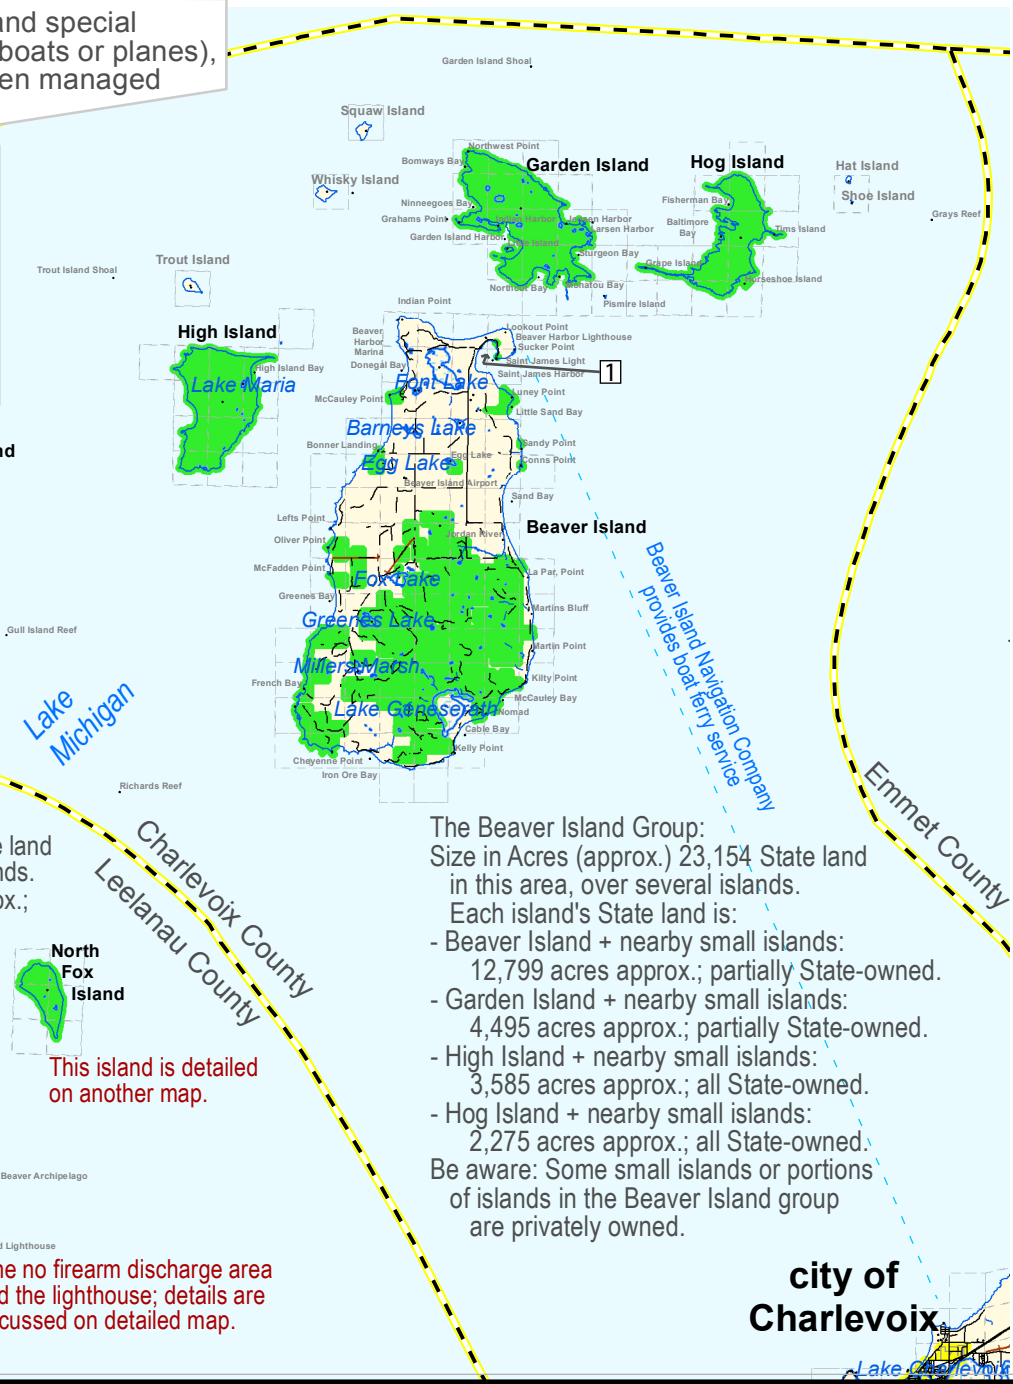 and special
boats or planes),
en managed
Garden Island Shoal
Squaw Island
Northwest Point
Bomways Bay
Garden Island
Hog Island
Hat Island
Whisky Island
Shoe Island
Fisherman Bay
Ninneegoes Bay
Grahams Point
Indian Harbor
Jensen Harbor
Larsen Harbor
Baltimore
Bay
Tims Island
Grays Reef
Garden Island Harbor
Little Island
Sturgeon Bay
Trout Island
Grape Island
Trout Island Shoal
Northeast Bay
Monatou Bay
Horseshoe Island
Pismire Island
Indian Point
High Island
Beaver
Harbor
Marina
Lookout Point
Beaver Harbor Lighthouse
Sucker Point
Saint James Light
Donegal Bay
High Island Bay
Saint James Harbor
1
Lake Maria
Font Lake
McCauley Point
Luney Point
Little Sand Bay
Barneys Lake
Bonner Landing
Sandy Point
nd
Egg Lake
Egg Lake
Conns Point
Beaver Island Airport
Sand Bay
Lefts Point
Beaver Island
Oliver Point
Jordan River
McFadden Point
Fox Lake
La Par, Point
Greenes Bay
Greenes Lake
Martins Bluff
Gull Island Reef
Martin Point
Millers Marsh
French Bay
Kilty Point
McCauley Bay
Lake Geneserath
Nomad
Cable Bay
Kelly Point
Cheyenne Point
Iron Ore Bay
Beaver Island Navigation Company
provides boat ferry service
Lake
Michigan
Richards Reef
Emmet County
Charlevoix County
Leelanau County
e land
nds.
ox.;
The Beaver Island Group:
Size in Acres (approx.) 23,154 State land
in this area, over several islands.
Each island's State land is:
- Beaver Island + nearby small islands:
12,799 acres approx.; partially State-owned.
- Garden Island + nearby small islands:
4,495 acres approx.; partially State-owned.
- High Island + nearby small islands:
3,585 acres approx.; all State-owned.
- Hog Island + nearby small islands:
2,275 acres approx.; all State-owned.
Be aware: Some small islands or portions
of islands in the Beaver Island group
are privately owned.
North
Fox
Island
This island is detailed
on another map.
Beaver Archipelago
d Lighthouse
ne no firearm discharge area
d the lighthouse; details are
cussed on detailed map.
city of
Charlevoix
Lake Charlevoix